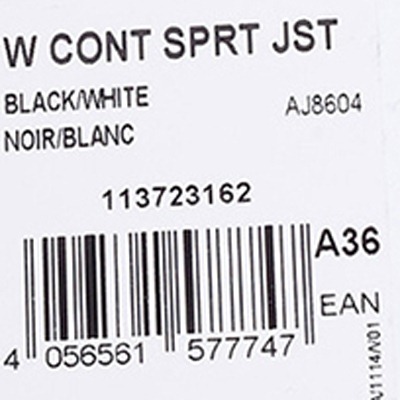 W CONT SPRT JST
BLACK/WHITE
AJ8604
NOIR/BLANC
113723162
A36
EAN
4 056561 577747